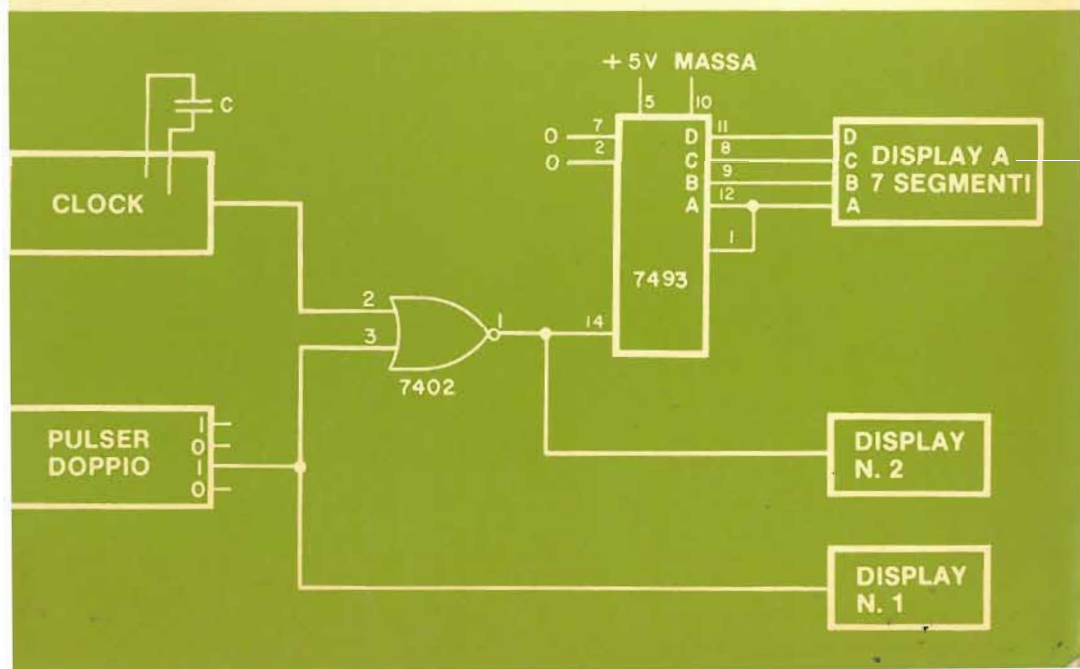 + 5V MASSA
5 10
C
CLOCK
0 7
0 2
D 11
C 8
B 9
A 12
1
7493
14
D
C
B
A
DISPLAY A
7 SEGMENTI
2
3
1
7402
PULSER
DOPPIO
1
0
1
0
DISPLAY
N. 2
DISPLAY
N. 1